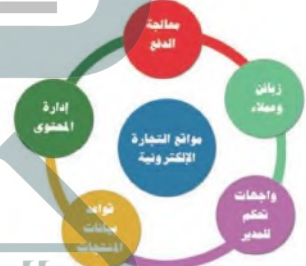 معالجة
الدفع
زبائن
وعملاء
واجهات
تحكم
للمدير
قواعد
بيانات
المنتجات
إدارة
المحتوى
مواقع التجارة
الإلكترونية